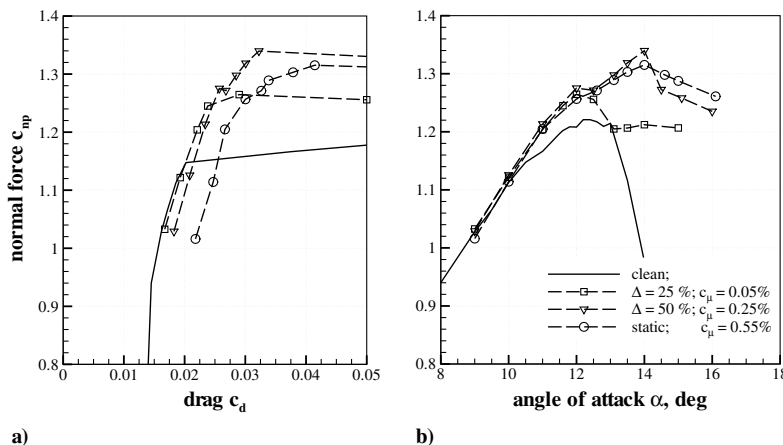 normal force c_np
1.4
1.3
1.2
1.1
1
0.9
0.8
0
0.01
0.02
0.03
0.04
0.05
drag c_d
a)
1.4
1.3
1.2
1.1
1
0.9
0.8
clean;
Δ = 25 %; c_μ = 0.05%
Δ = 50 %; c_μ = 0.25%
static; c_μ = 0.55%
8
10
12
14
16
18
angle of attack α, deg
b)